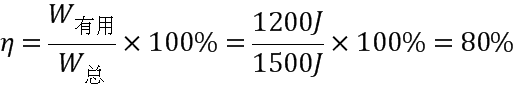 η = W有用/W总 × 100% = 1200J/1500J × 100% = 80%